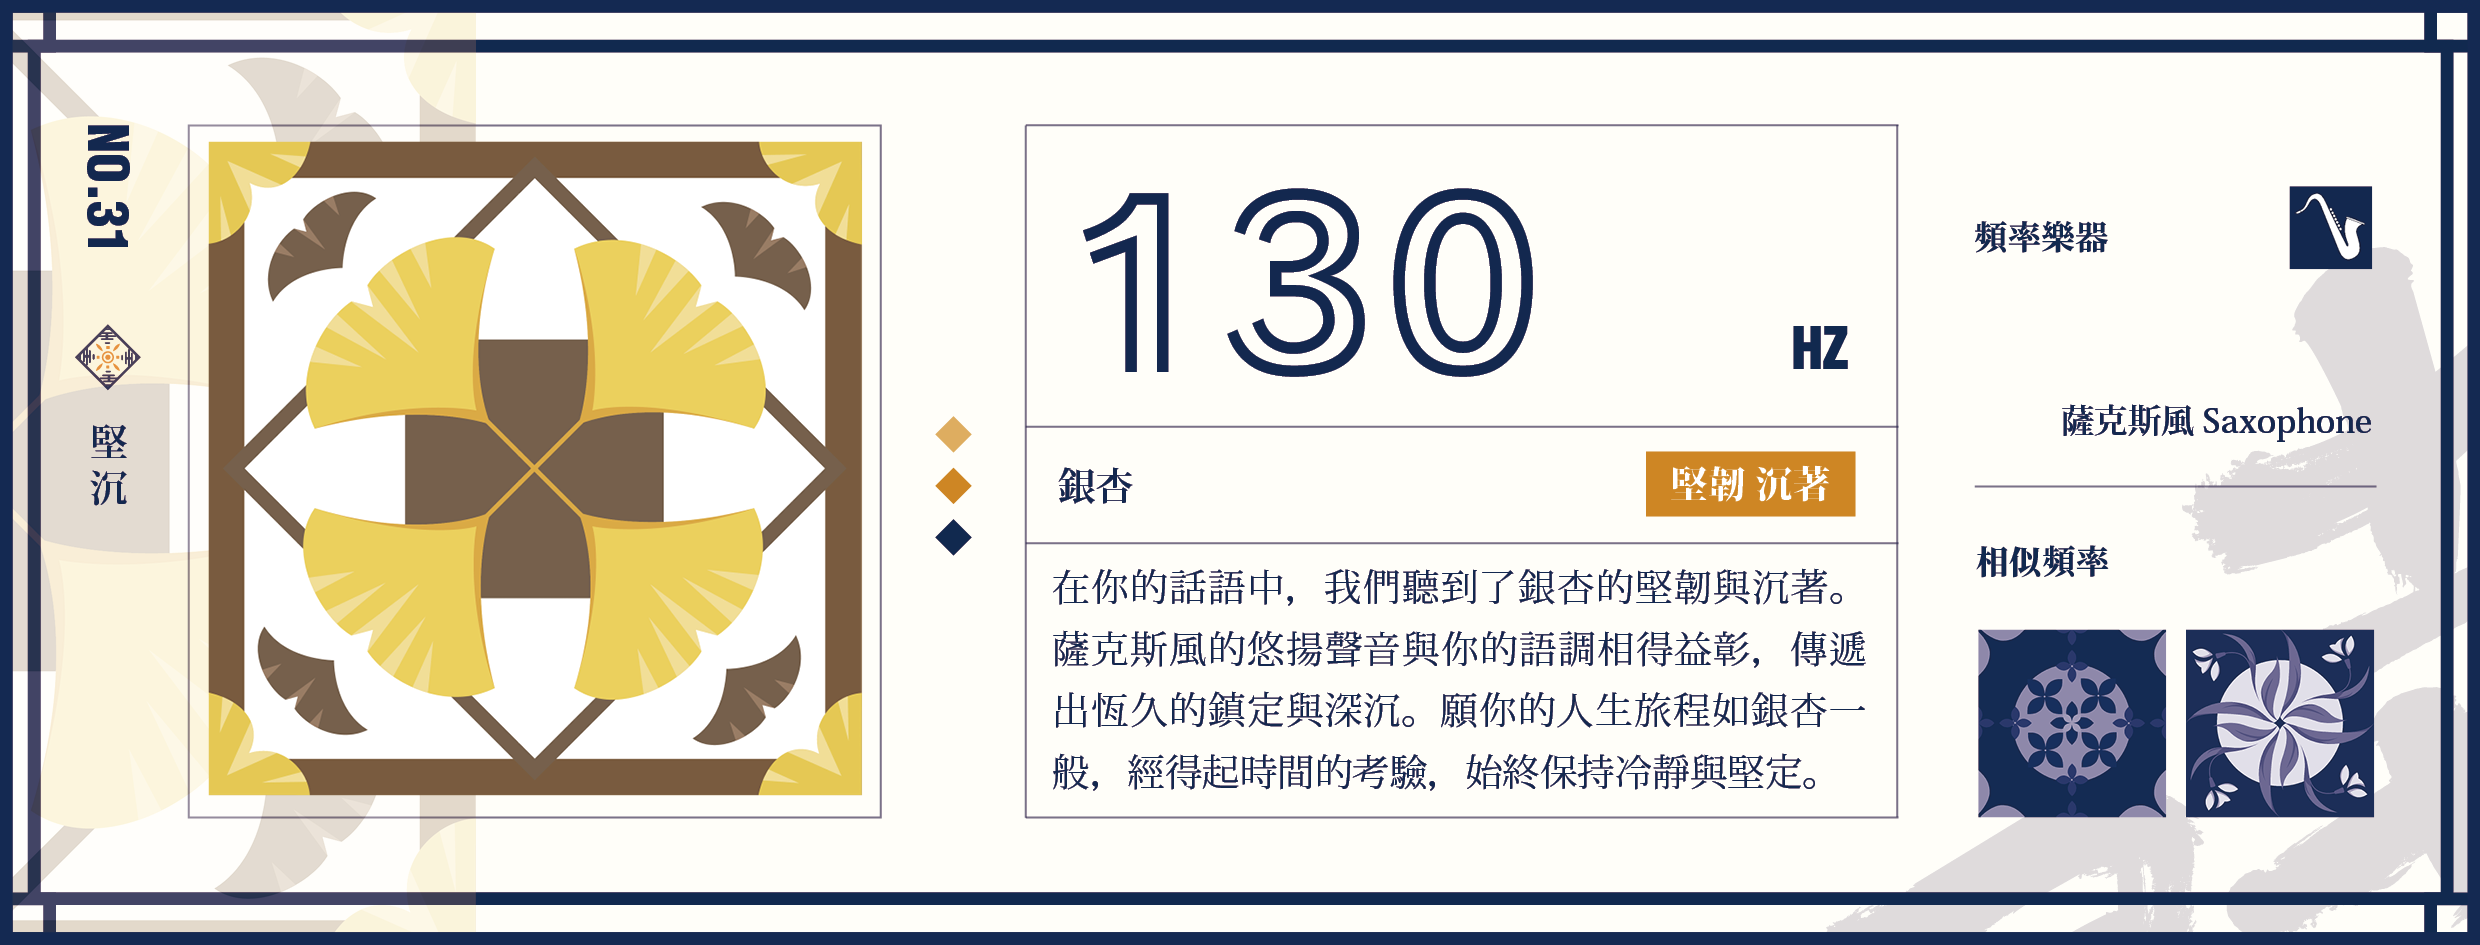 NO.31
堅沉
130
HZ
銀杏
堅韌 沉著
在你的話語中，我們聽到了銀杏的堅韌與沉著。
薩克斯風的悠揚聲音與你的語調相得益彰，傳遞
出恆久的鎮定與深沉。願你的人生旅程如銀杏一
般，經得起時間的考驗，始終保持冷靜與堅定。
頻率樂器
薩克斯風 Saxophone
相似頻率